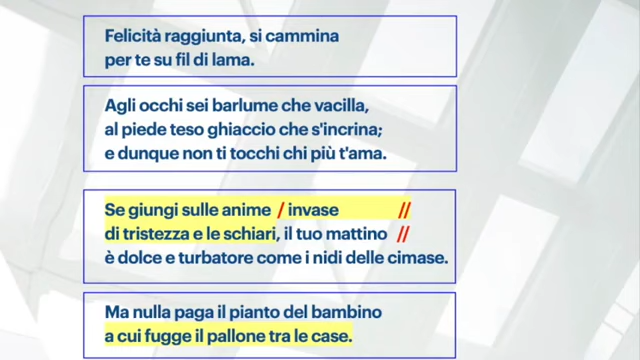 Felicità raggiunta, si cammina
per te su fil di lama.
Agli occhi sei barlume che vacilla,
al piede teso ghiaccio che s'incrina;
e dunque non ti tocchi chi più t'ama.
Se giungi sulle anime / invase //
di tristezza e le schiari, il tuo mattino //
è dolce e turbatore come i nidi delle cimase.
Ma nulla paga il pianto del bambino
a cui fugge il pallone tra le case.